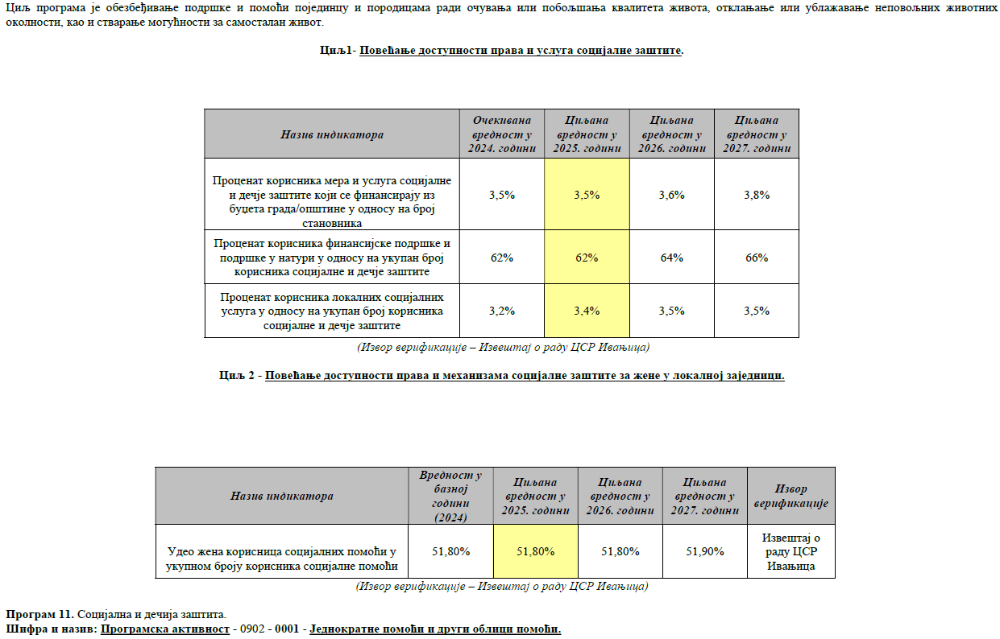 Циљ програма је обезбеђивање подршке и помоћи појединцу и породицама ради очувања или побољшања квалитета живота, отклањање или ублажавање неповољних животних
околности, као и стварање могућности за самосталан живот.
Циљ1- Повећање доступности права и услуга социјалне заштите.
Назив индикатора
Очекивана
вредност у
2024. години
Циљана
вредност у
2025. години
Циљана
вредност у
2026. години
Циљана
вредност у
2027. години
Проценат корисника мера и услуга социјалне
и дечје заштите који се финансирају из
буџета града/општине у односу на број
становника
3,5%
3,5%
3,6%
3,8%
Проценат корисника финансијске подршке и
подршке у натури у односу на укупан број
корисника социјалне и дечје заштите
62%
62%
64%
66%
Проценат корисника локалних социјалних
услуга у односу на укупан број корисника
социјалне и дечје заштите
3,2%
3,4%
3,5%
3,5%
(Извор верификације – Извештај о раду ЦСР Ивањица)
Циљ 2 - Повећање доступности права и механизама социјалне заштите за жене у локалној заједници.
Назив индикатора
Вредност у
базној
години
(2024)
Циљана
вредност у
2025. години
Циљана
вредност у
2026. години
Циљана
вредност у
2027. години
Извор
верификације
Удео жена корисница социјалних помоћи у
укупном броју корисника социјалне помоћи
51,80%
51,80%
51,80%
51,90%
Извештај о
раду ЦСР
Ивањица
(Извор верификације – Извештај о раду ЦСР Ивањица)
Програм 11. Социјална и дечија заштита.
Шифра и назив: Програмска активност - 0902 - 0001 - Једнократне помоћи и други облици помоћи.